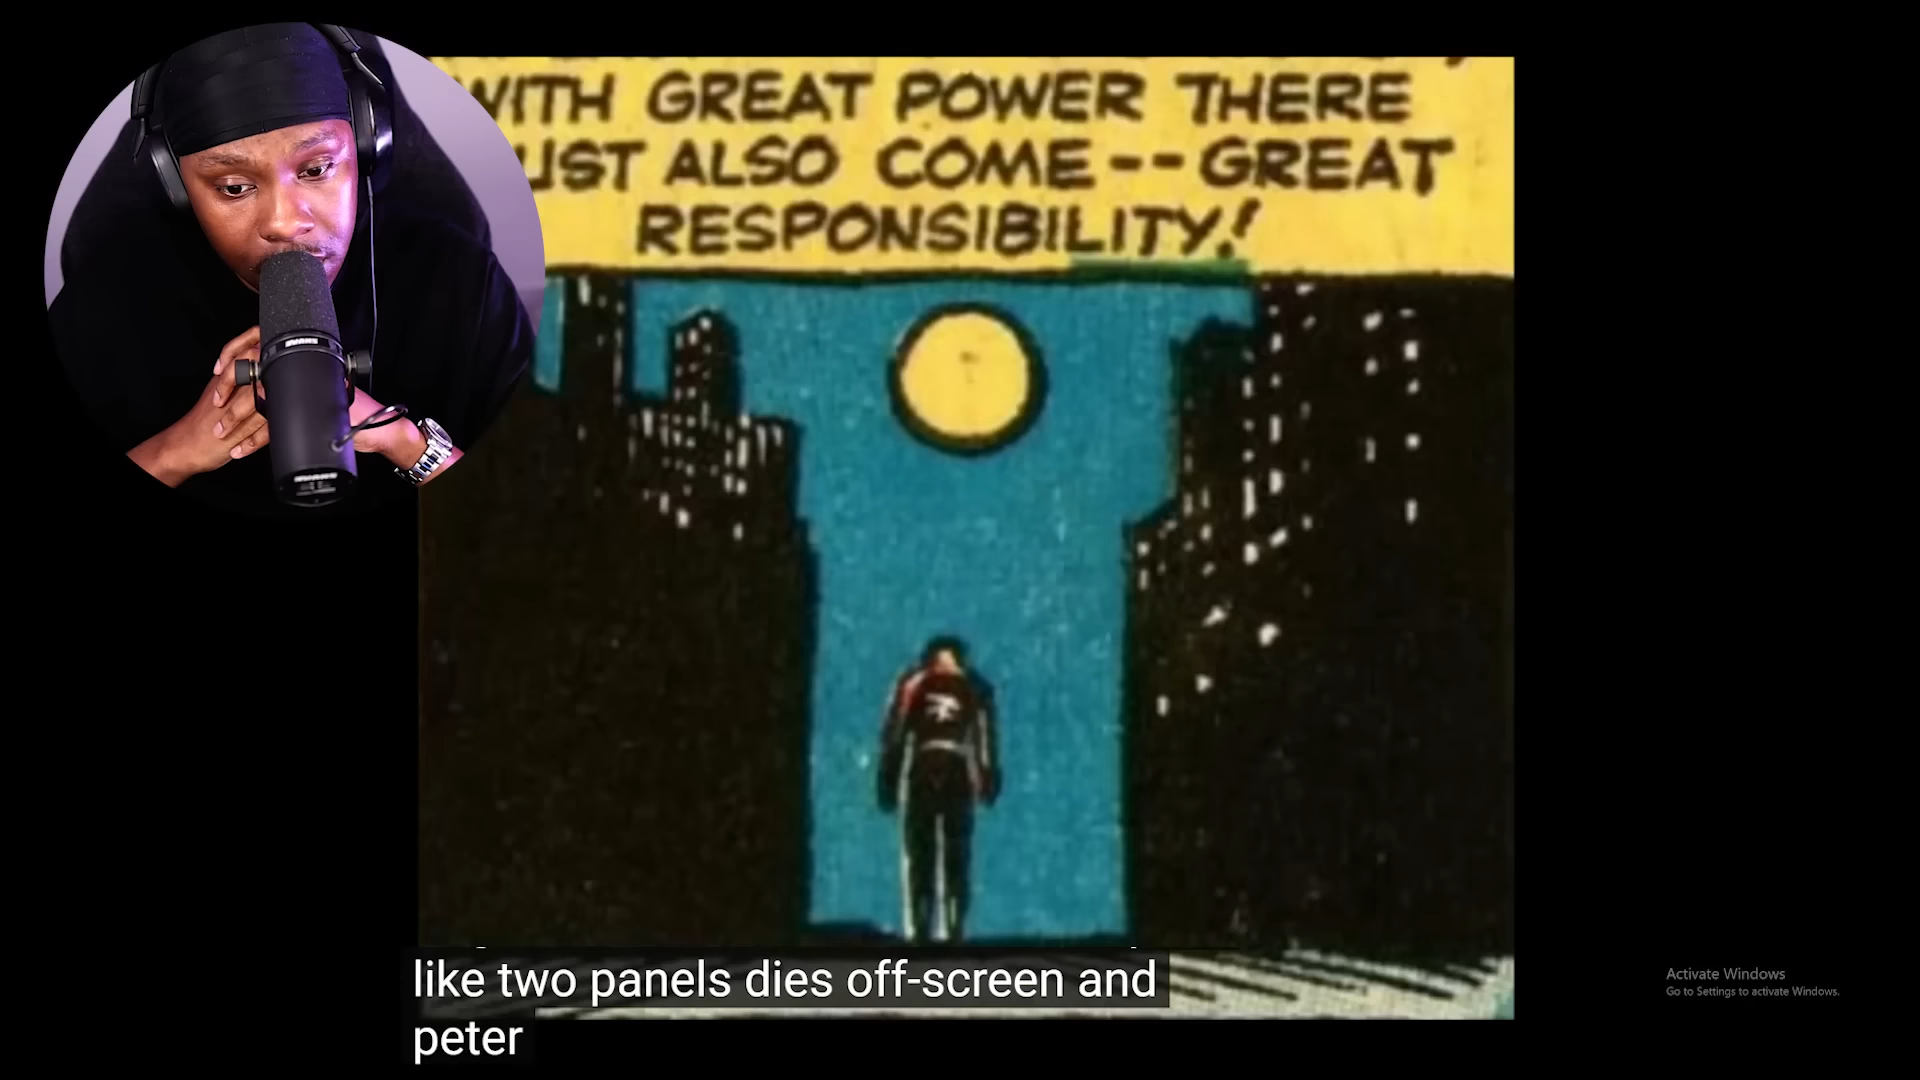 WITH GREAT POWER THERE
UST ALSO COME -- GREAT
RESPONSIBILITY!
like two panels dies off-screen and
peter
Activate Windows
Go to Settings to activate Windows.